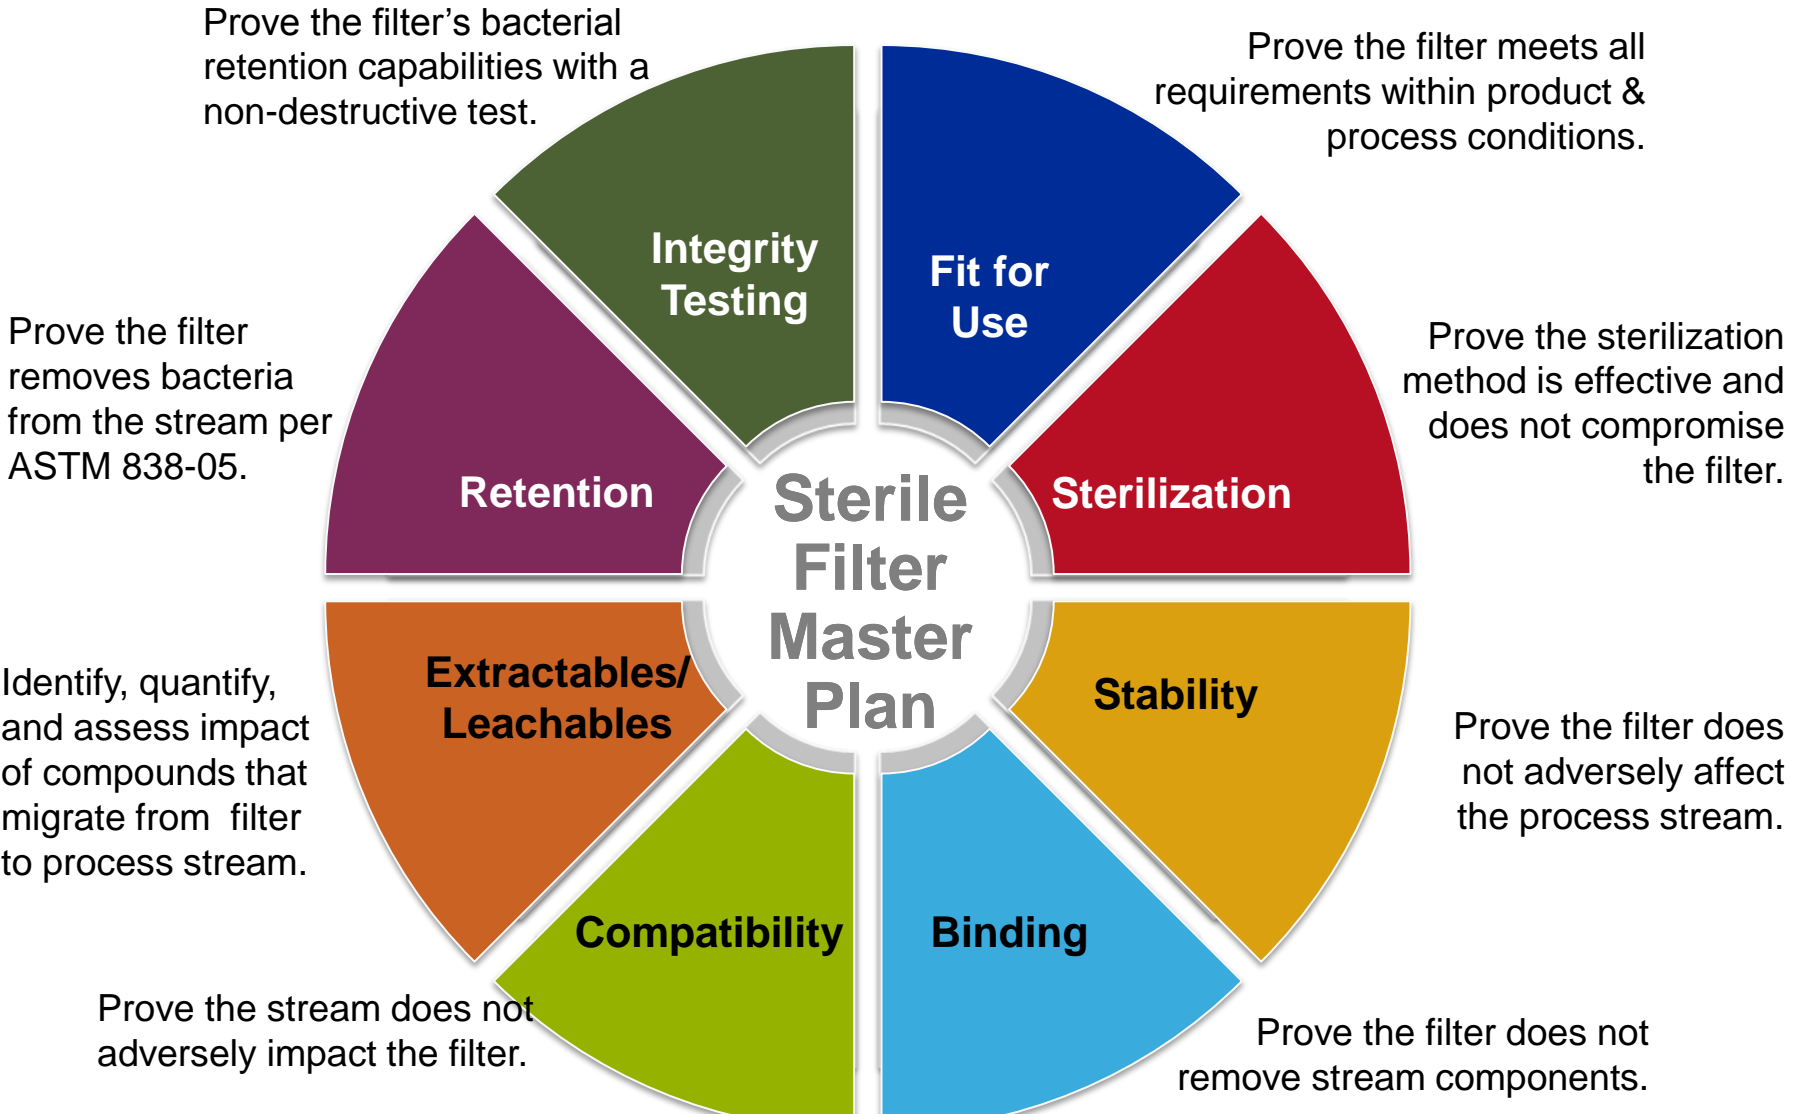 Prove the filter’s bacterial
retention capabilities with a
non-destructive test.
Prove the filter meets all
requirements within product &
process conditions.
Integrity
Testing
Fit for
Use
Prove the filter
removes bacteria
from the stream per
ASTM 838-05.
Retention
Sterilization
Prove the sterilization
method is effective and
does not compromise
the filter.
Sterile
Filter
Master
Plan
Identify, quantify,
and assess impact
of compounds that
migrate from  filter
to process stream.
Extractables/
Leachables
Stability
Prove the filter does
not adversely affect
the process stream.
Compatibility
Binding
Prove the stream does not
adversely impact the filter.
Prove the filter does not
remove stream components.